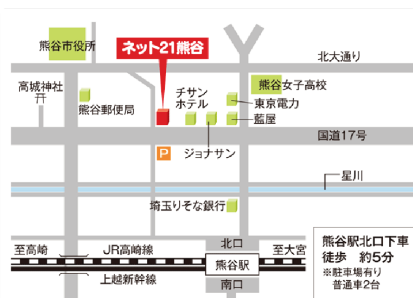 熊谷市役所
ネット21熊谷
北大通り
高城神社
熊谷郵便局
チサン
ホテル
熊谷女子高校
東京電力
藍屋
国道17号
P
ジョナサン
星川
埼玉りそな銀行
至高崎
JR高崎線
北口
至大宮
熊谷駅
上越新幹線
南口
熊谷駅北口下車
徒歩 約5分
※駐車場有り
普通車2台